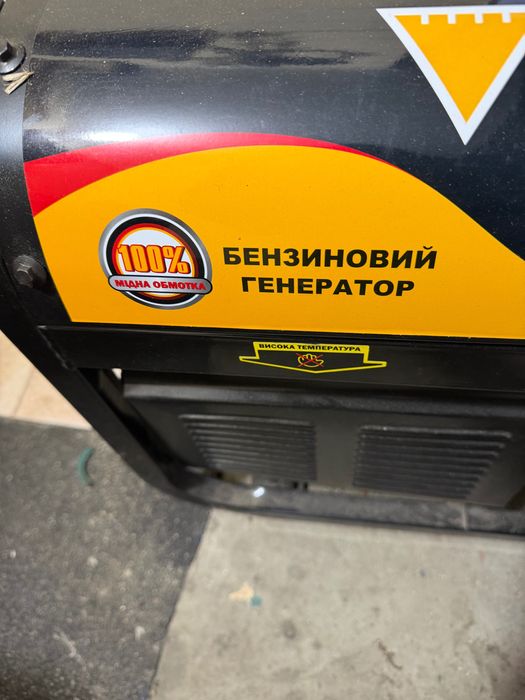 100%
МІДНА ОБМОТКА
БЕНЗИНОВИЙ
ГЕНЕРАТОР
ВИСОКА ТЕМПЕРАТУРА